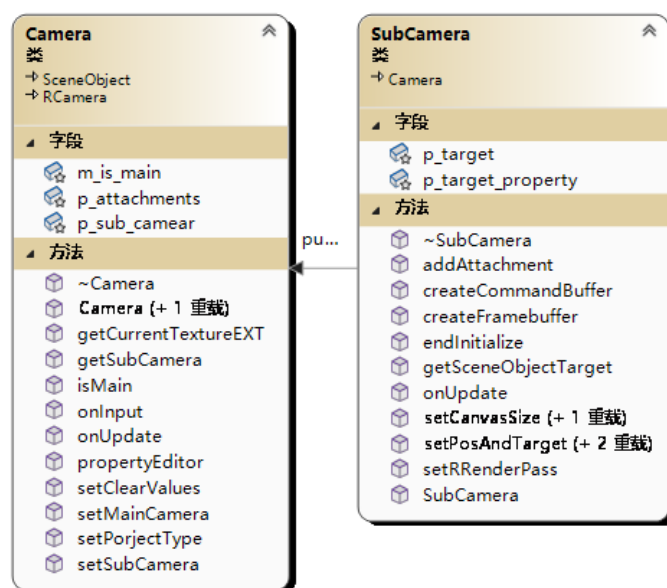 Camera
类
SceneObject
RCamera
字段
m_is_main
p_attachments
p_sub_camear
方法
~Camera
Camera (+ 1 重载)
getCurrentTextureEXT
getSubCamera
isMain
onInput
onUpdate
propertyEditor
setClearValues
setMainCamera
setPorjectType
setSubCamera
pu...
SubCamera
类
Camera
字段
p_target
p_target_property
方法
~SubCamera
addAttachment
createCommandBuffer
createFramebuffer
endInitialize
getSceneObjectTarget
onUpdate
setCanvasSize (+ 1 重载)
setPosAndTarget (+ 2 重载)
setRRenderPass
SubCamera